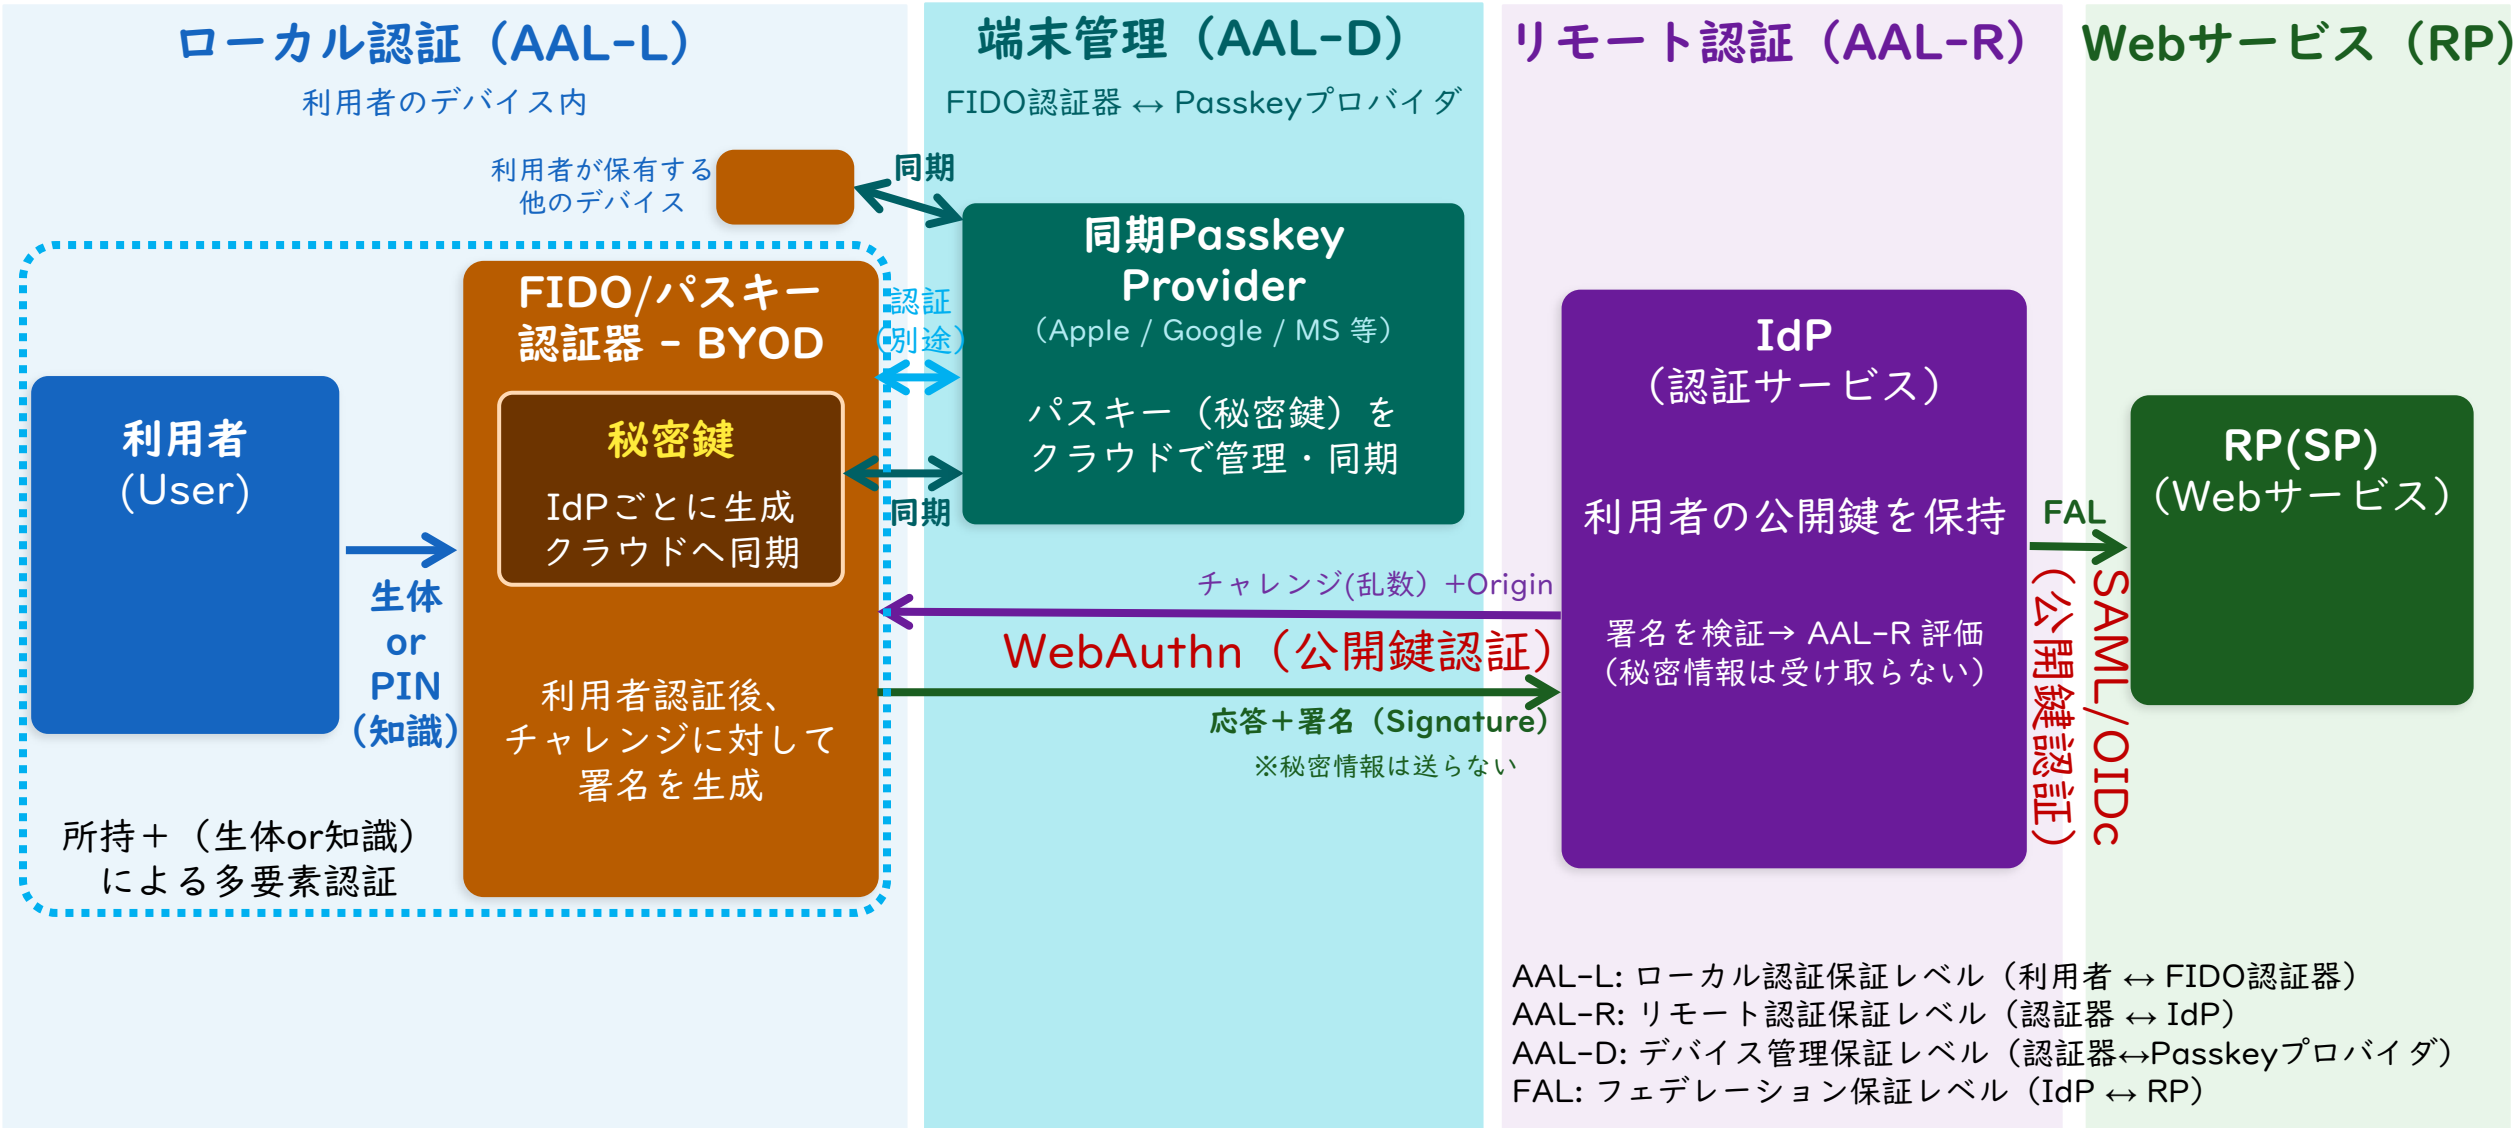 ローカル認証（AAL-L）
利用者のデバイス内
端末管理（AAL-D）
FIDO認証器 ↔ Passkeyプロバイダ
リモート認証（AAL-R）
Webサービス（RP）
利用者が保有する
他のデバイス
同期
利用者
(User)
生体
or
PIN
（知識）
所持＋（生体or知識）
による多要素認証
FIDO/パスキー
認証器 - BYOD
秘密鍵
IdPごとに生成
クラウドへ同期
利用者認証後、
チャレンジに対して
署名を生成
認証
（別途）
同期
同期Passkey
Provider
（Apple / Google / MS 等）
パスキー（秘密鍵）を
クラウドで管理・同期
チャレンジ(乱数）+Origin
WebAuthn（公開鍵認証）
応答＋署名（Signature）
※秘密情報は送らない
IdP
（認証サービス）
利用者の公開鍵を保持
署名を検証→ AAL-R 評価
（秘密情報は受け取らない）
FAL
SAML/OIDc
（公開鍵認証）
RP(SP)
（Webサービス）
AAL-L: ローカル認証保証レベル（利用者 ↔ FIDO認証器）
AAL-R: リモート認証保証レベル（認証器 ↔ IdP）
AAL-D: デバイス管理保証レベル（認証器↔Passkeyプロバイダ）
FAL: フェデレーション保証レベル（IdP ↔ RP）